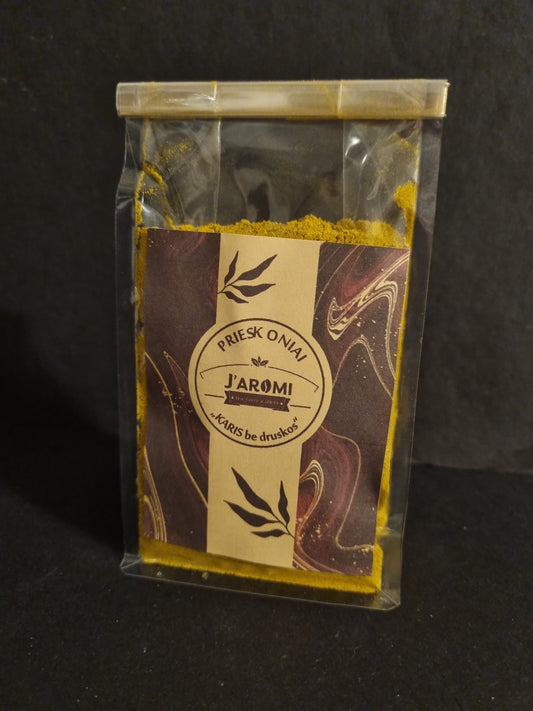 PRIESKONIAI
J'AROMI
„KARIS be druskos“